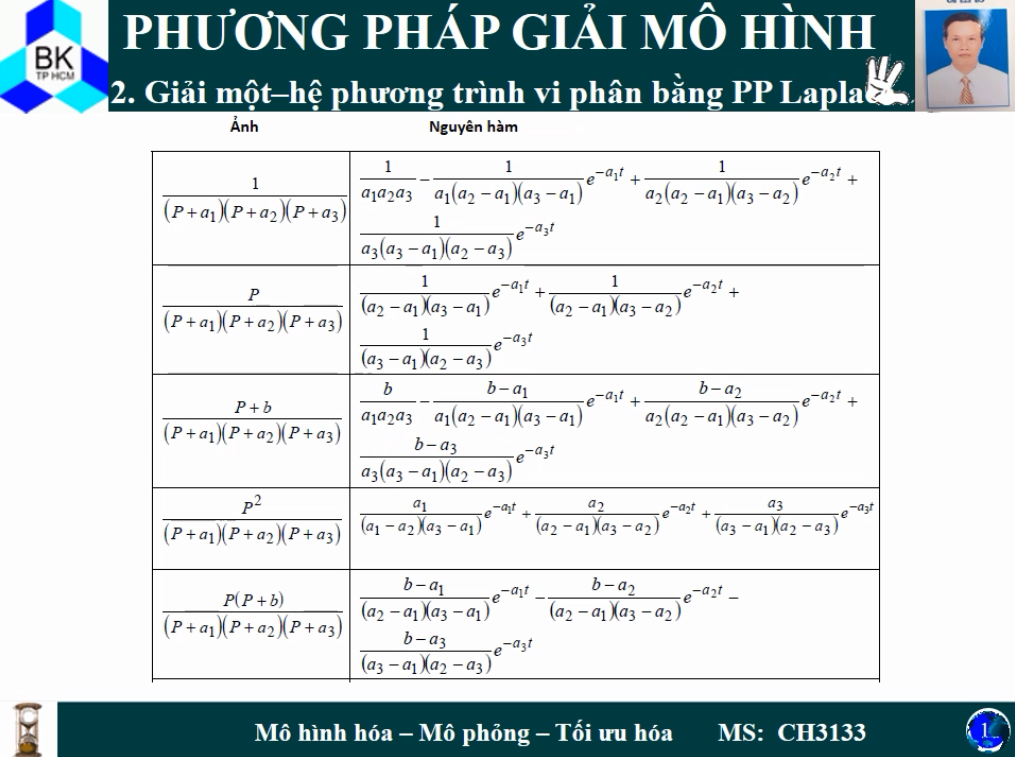 BK
TP HCM
PHƯƠNG PHÁP GIẢI MÔ HÌNH
2. Giải một–hệ phương trình vi phân bằng PP Lapla
Ảnh Nguyên hàm
1/((P+a₁)(P+a₂)(P+a₃)) 1/(a₁a₂a₃) − 1/(a₁(a₂−a₁)(a₃−a₁)) e^(−a₁t) + 1/(a₂(a₂−a₁)(a₃−a₂)) e^(−a₂t) +
1/(a₃(a₃−a₁)(a₂−a₃)) e^(−a₃t)
P/((P+a₁)(P+a₂)(P+a₃)) 1/((a₂−a₁)(a₃−a₁)) e^(−a₁t) + 1/((a₂−a₁)(a₃−a₂)) e^(−a₂t) +
1/((a₃−a₁)(a₂−a₃)) e^(−a₃t)
(P+b)/((P+a₁)(P+a₂)(P+a₃)) b/(a₁a₂a₃) − (b−a₁)/(a₁(a₂−a₁)(a₃−a₁)) e^(−a₁t) + (b−a₂)/(a₂(a₂−a₁)(a₃−a₂)) e^(−a₂t) +
(b−a₃)/(a₃(a₃−a₁)(a₂−a₃)) e^(−a₃t)
P²/((P+a₁)(P+a₂)(P+a₃)) a₁/((a₁−a₂)(a₃−a₁)) e^(−a₁t) + a₂/((a₂−a₁)(a₃−a₂)) e^(−a₂t) + a₃/((a₃−a₁)(a₂−a₃)) e^(−a₃t)
P(P+b)/((P+a₁)(P+a₂)(P+a₃)) (b−a₁)/((a₂−a₁)(a₃−a₁)) e^(−a₁t) − (b−a₂)/((a₂−a₁)(a₃−a₂)) e^(−a₂t) −
(b−a₃)/((a₃−a₁)(a₂−a₃)) e^(−a₃t)
Mô hình hóa – Mô phỏng – Tối ưu hóa MS: CH3133
1